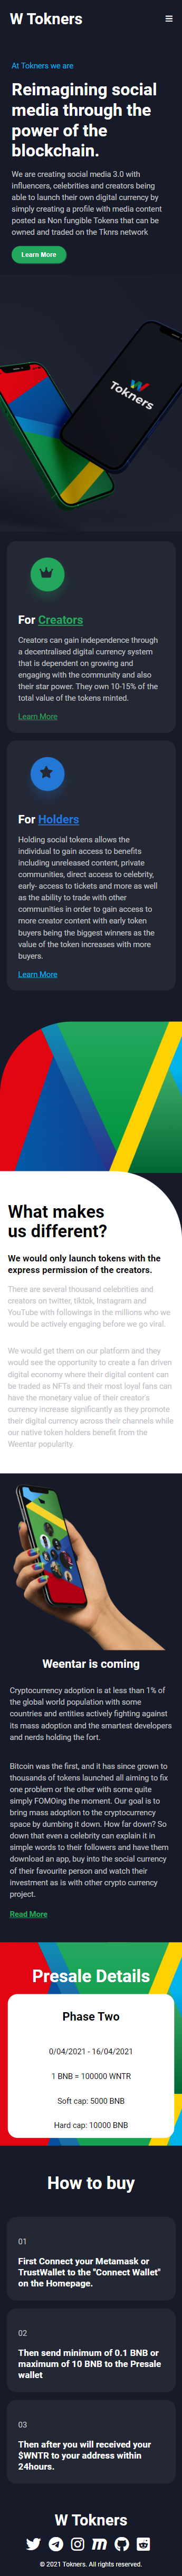 W Tokners
At Tokners we are
Reimagining social
media through the
power of the
blockchain.
We are creating social media 3.0 with
influencers, celebrities and creators being
able to launch their own digital currency by
simply creating a profile with media content
posted as Non fungible Tokens that can be
owned and traded on the Tknrs network
Learn More
Tokners
For Creators
Creators can gain independence through
a decentralised digital currency system
that is dependent on growing and
engaging with the community and also
their star power. They own 10-15% of the
total value of the tokens minted.
Learn More
For Holders
Holding social tokens allows the
individual to gain access to benefits
including unreleased content, private
communities, direct access to celebrity,
early- access to tickets and more as well
as the ability to trade with other
communities in order to gain access to
more creator content with early token
buyers being the biggest winners as the
value of the token increases with more
buyers.
Learn More
What makes
us different?
We would only launch tokens with the
express permission of the creators.
There are several thousand celebrities and
creators on twitter, tiktok, Instagram and
YouTube with followings in the millions who we
would be actively engaging before we go viral.
We would get them on our platform and they
would see the opportunity to create a fan driven
digital economy where their digital content can
be traded as NFTs and their most loyal fans can
have the monetary value of their creator's
currency increase significantly as they promote
their digital currency across their channels while
our native token holders benefit from the
Weentar popularity.
Weentar is coming
Cryptocurrency adoption is at less than 1% of
the global world population with some
countries and entities actively fighting against
its mass adoption and the smartest developers
and nerds holding the fort.
Bitcoin was the first, and it has since grown to
thousands of tokens launched all aiming to fix
one problem or the other with some quite
simply FOMOing the moment. Our goal is to
bring mass adoption to the cryptocurrency
space by dumbing it down. How far down? So
down that even a celebrity can explain it in
simple words to their followers and have them
download an app, buy into the social currency
of their favourite person and watch their
investment as is with other crypto currency
project.
Read More
Presale Details
Phase Two
0/04/2021 - 16/04/2021
1 BNB = 100000 WNTR
Soft cap: 5000 BNB
Hard cap: 10000 BNB
How to buy
01
First Connect your Metamask or
TrustWallet to the "Connect Wallet"
on the Homepage.
02
Then send minimum of 0.1 BNB or
maximum of 10 BNB to the Presale
wallet
03
Then after you will received your
$WNTR to your address within
24hours.
W Tokners
© 2021 Tokners. All rights reserved.